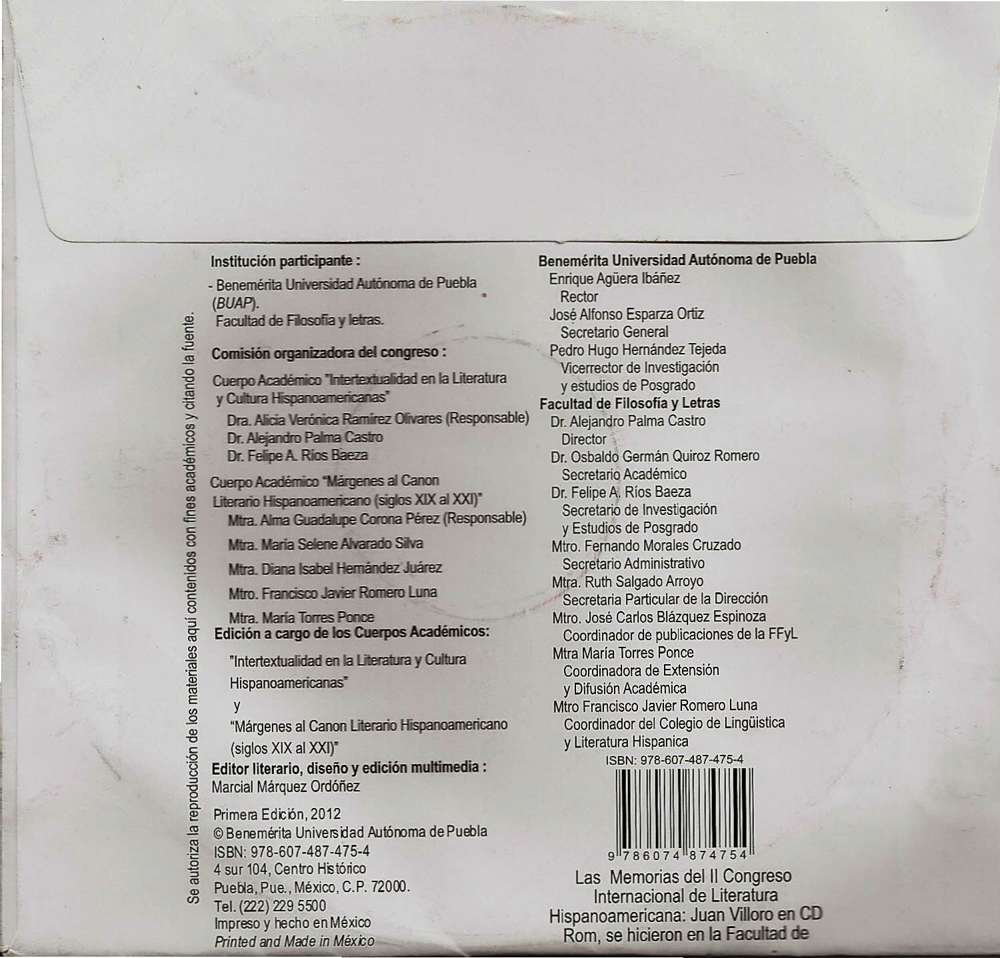 Institución participante :
- Benemérita Universidad Autónoma de Puebla
(BUAP).
Facultad de Filosofía y letras.
Comisión organizadora del congreso :
Cuerpo Académico "Intertextualidad en la Literatura
y Cultura Hispanoamericanas"
Dra. Alicia Verónica Ramírez Olivares (Responsable)
Dr. Alejandro Palma Castro
Dr. Felipe A. Ríos Baeza
Cuerpo Académico “Márgenes al Canon
Literario Hispanoamericano (siglos XIX al XXI)"
Mtra. Alma Guadalupe Corona Pérez (Responsable)
Mtra. María Selene Alvarado Silva
Mtra. Diana Isabel Hernández Juárez
Mtro. Francisco Javier Romero Luna
Mtra. María Torres Ponce
Edición a cargo de los Cuerpos Académicos:
"Intertextualidad en la Literatura y Cultura
Hispanoamericanas"
y
“Márgenes al Canon Literario Hispanoamericano
(siglos XIX al XXI)"
Editor literario, diseño y edición multimedia :
Marcial Márquez Ordóñez
Primera Edición, 2012
© Benemérita Universidad Autónoma de Puebla
ISBN: 978-607-487-475-4
4 sur 104, Centro Histórico
Puebla, Pue., México, C.P. 72000.
Tel. (222) 229 5500
Impreso y hecho en México
Printed and Made in México
Se autoriza la reproducción de los materiales aquí contenidos con fines académicos y citando la fuente.
Benemérita Universidad Autónoma de Puebla
Enrique Agüera Ibáñez
Rector
José Alfonso Esparza Ortiz
Secretario General
Pedro Hugo Hernández Tejeda
Vicerrector de Investigación
y estudios de Posgrado
Facultad de Filosofía y Letras
Dr. Alejandro Palma Castro
Director
Dr. Osbaldo Germán Quiroz Romero
Secretario Académico
Dr. Felipe A. Ríos Baeza
Secretario de Investigación
y Estudios de Posgrado
Mtro. Fernando Morales Cruzado
Secretario Administrativo
Mtra. Ruth Salgado Arroyo
Secretaria Particular de la Dirección
Mtro. José Carlos Blázquez Espinoza
Coordinador de publicaciones de la FFyL
Mtra María Torres Ponce
Coordinadora de Extensión
y Difusión Académica
Mtro Francisco Javier Romero Luna
Coordinador del Colegio de Lingüistica
y Literatura Hispanica
ISBN: 978-607-487-475-4
9 786074 874754
Las Memorias del II Congreso
Internacional de Literatura
Hispanoamericana: Juan Villoro en CD
Rom, se hicieron en la Facultad de